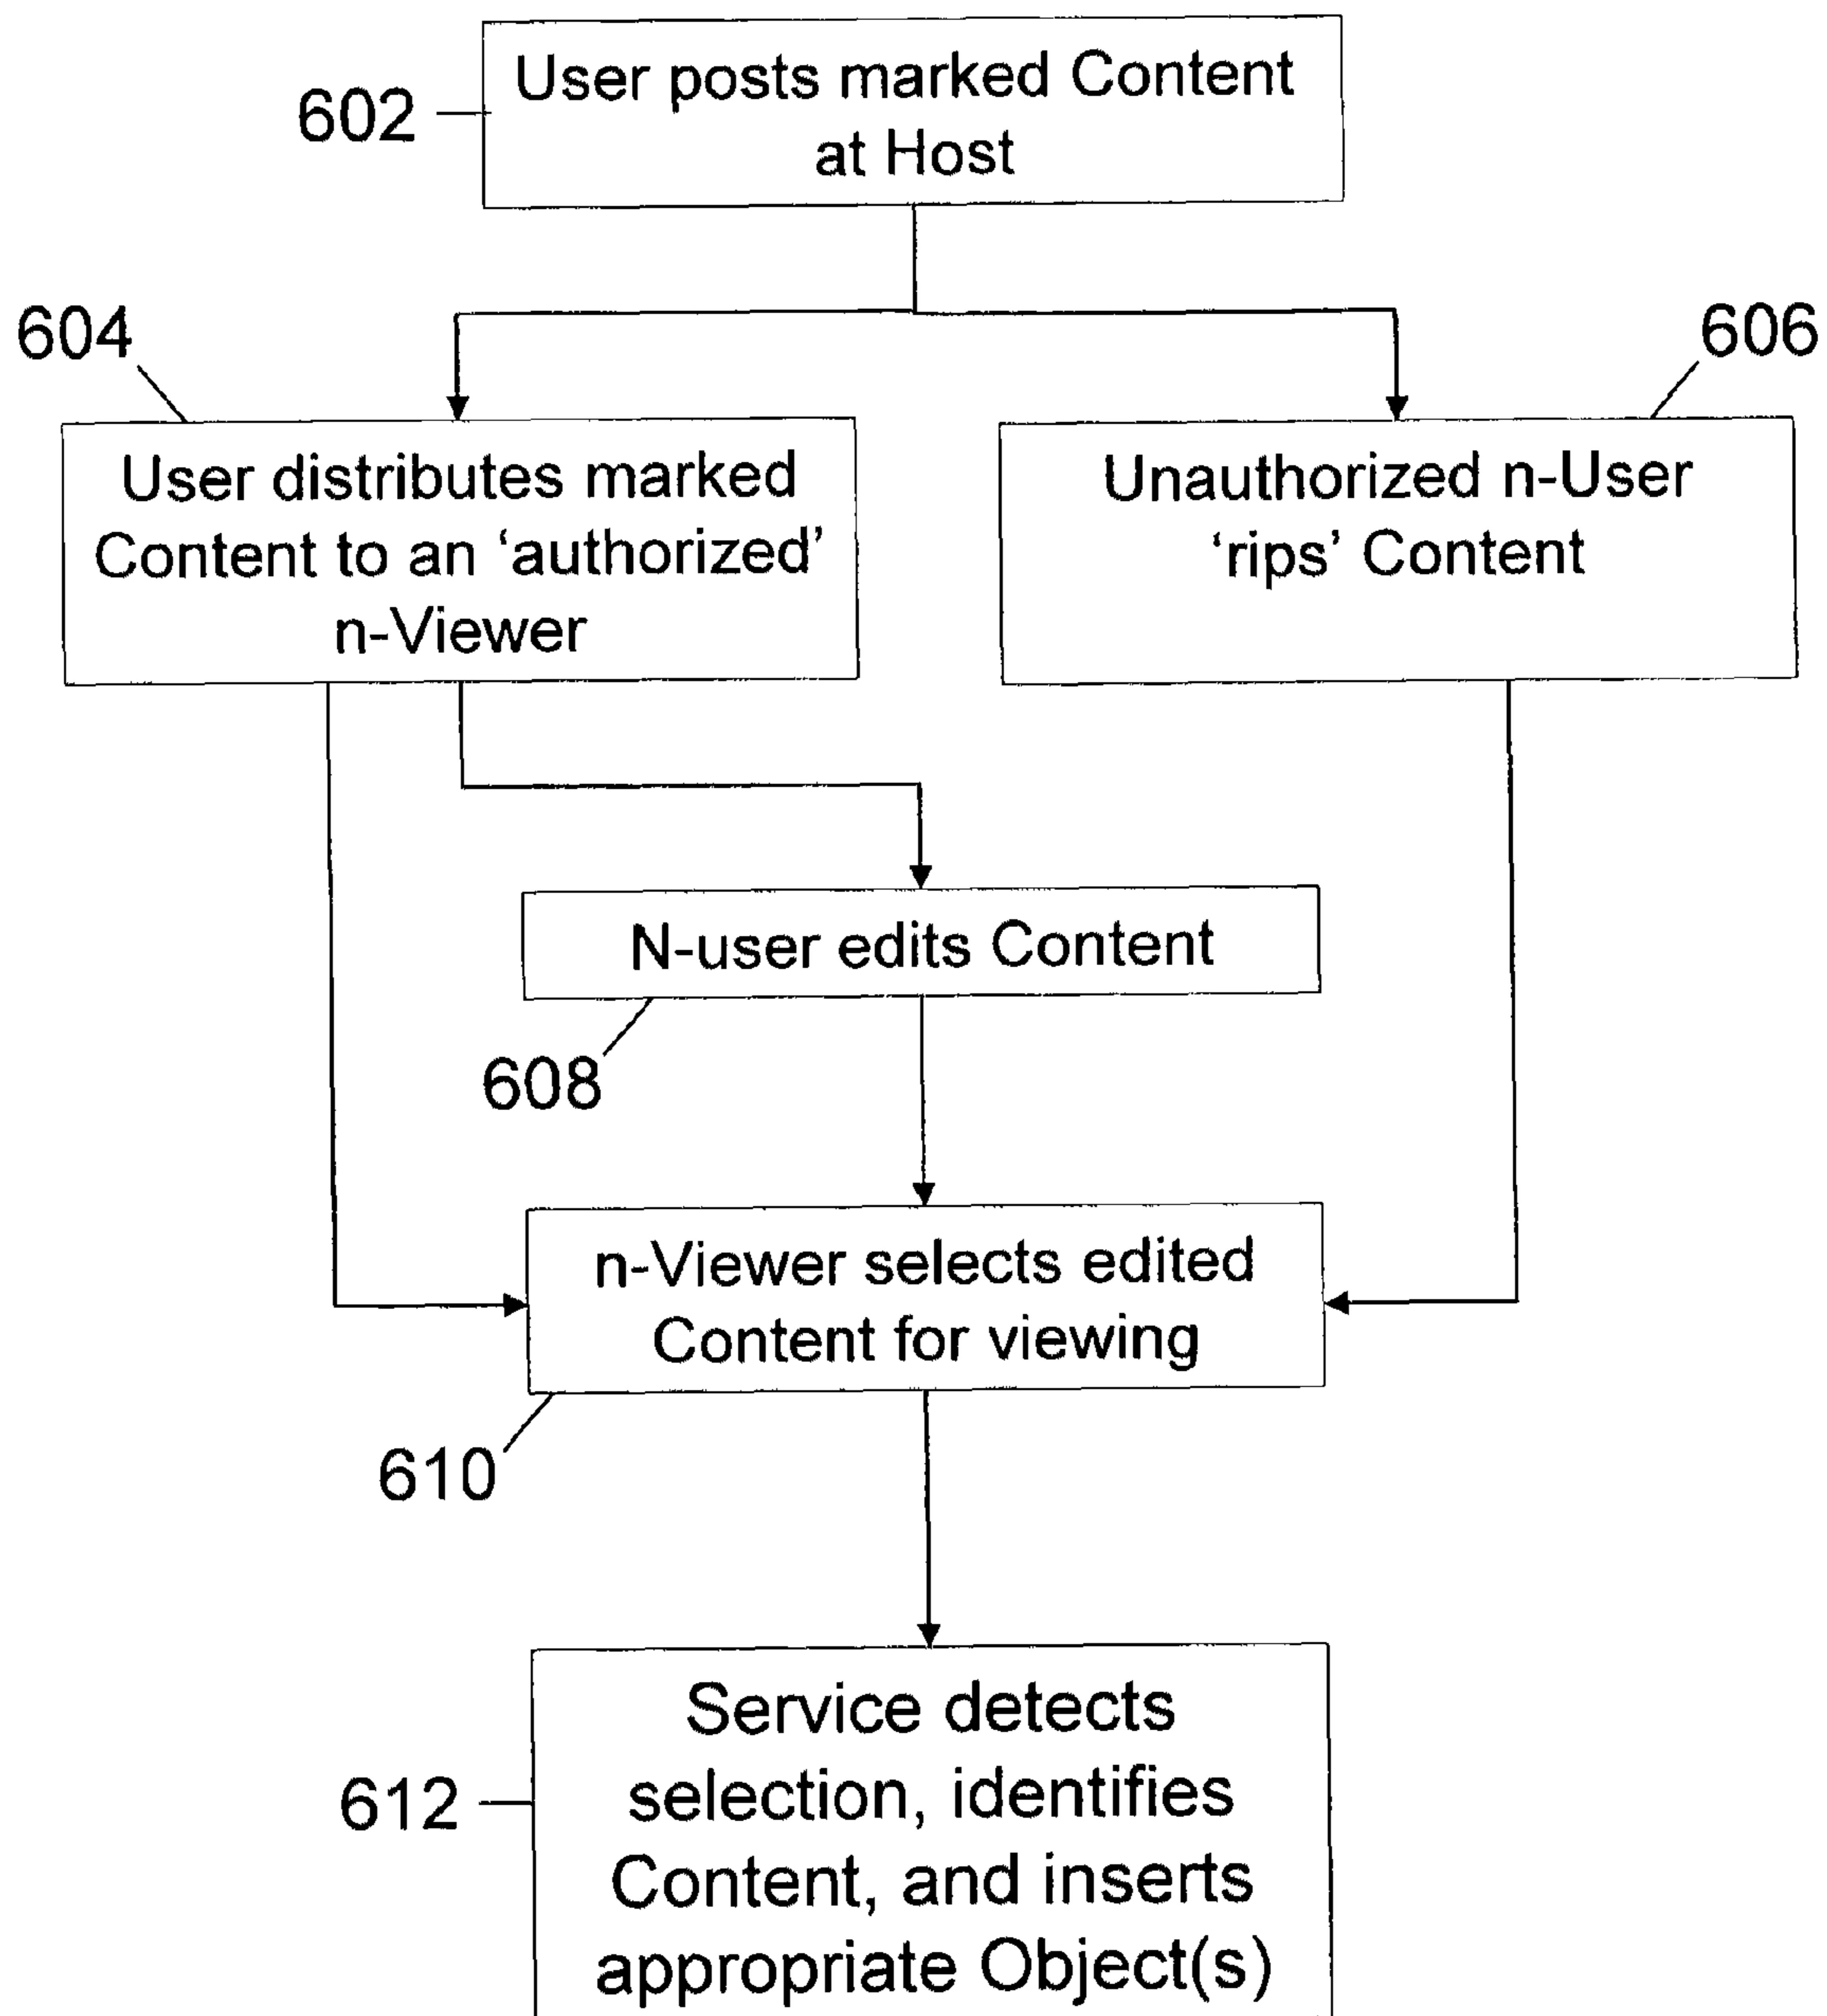 User posts marked Content
at Host
602
604
606
User distributes marked
Content to an ‘authorized’
n-Viewer
Unauthorized n-User
‘rips’ Content
N-user edits Content
608
n-Viewer selects edited
Content for viewing
610
Service detects
selection, identifies
Content, and inserts
appropriate Object(s)
612